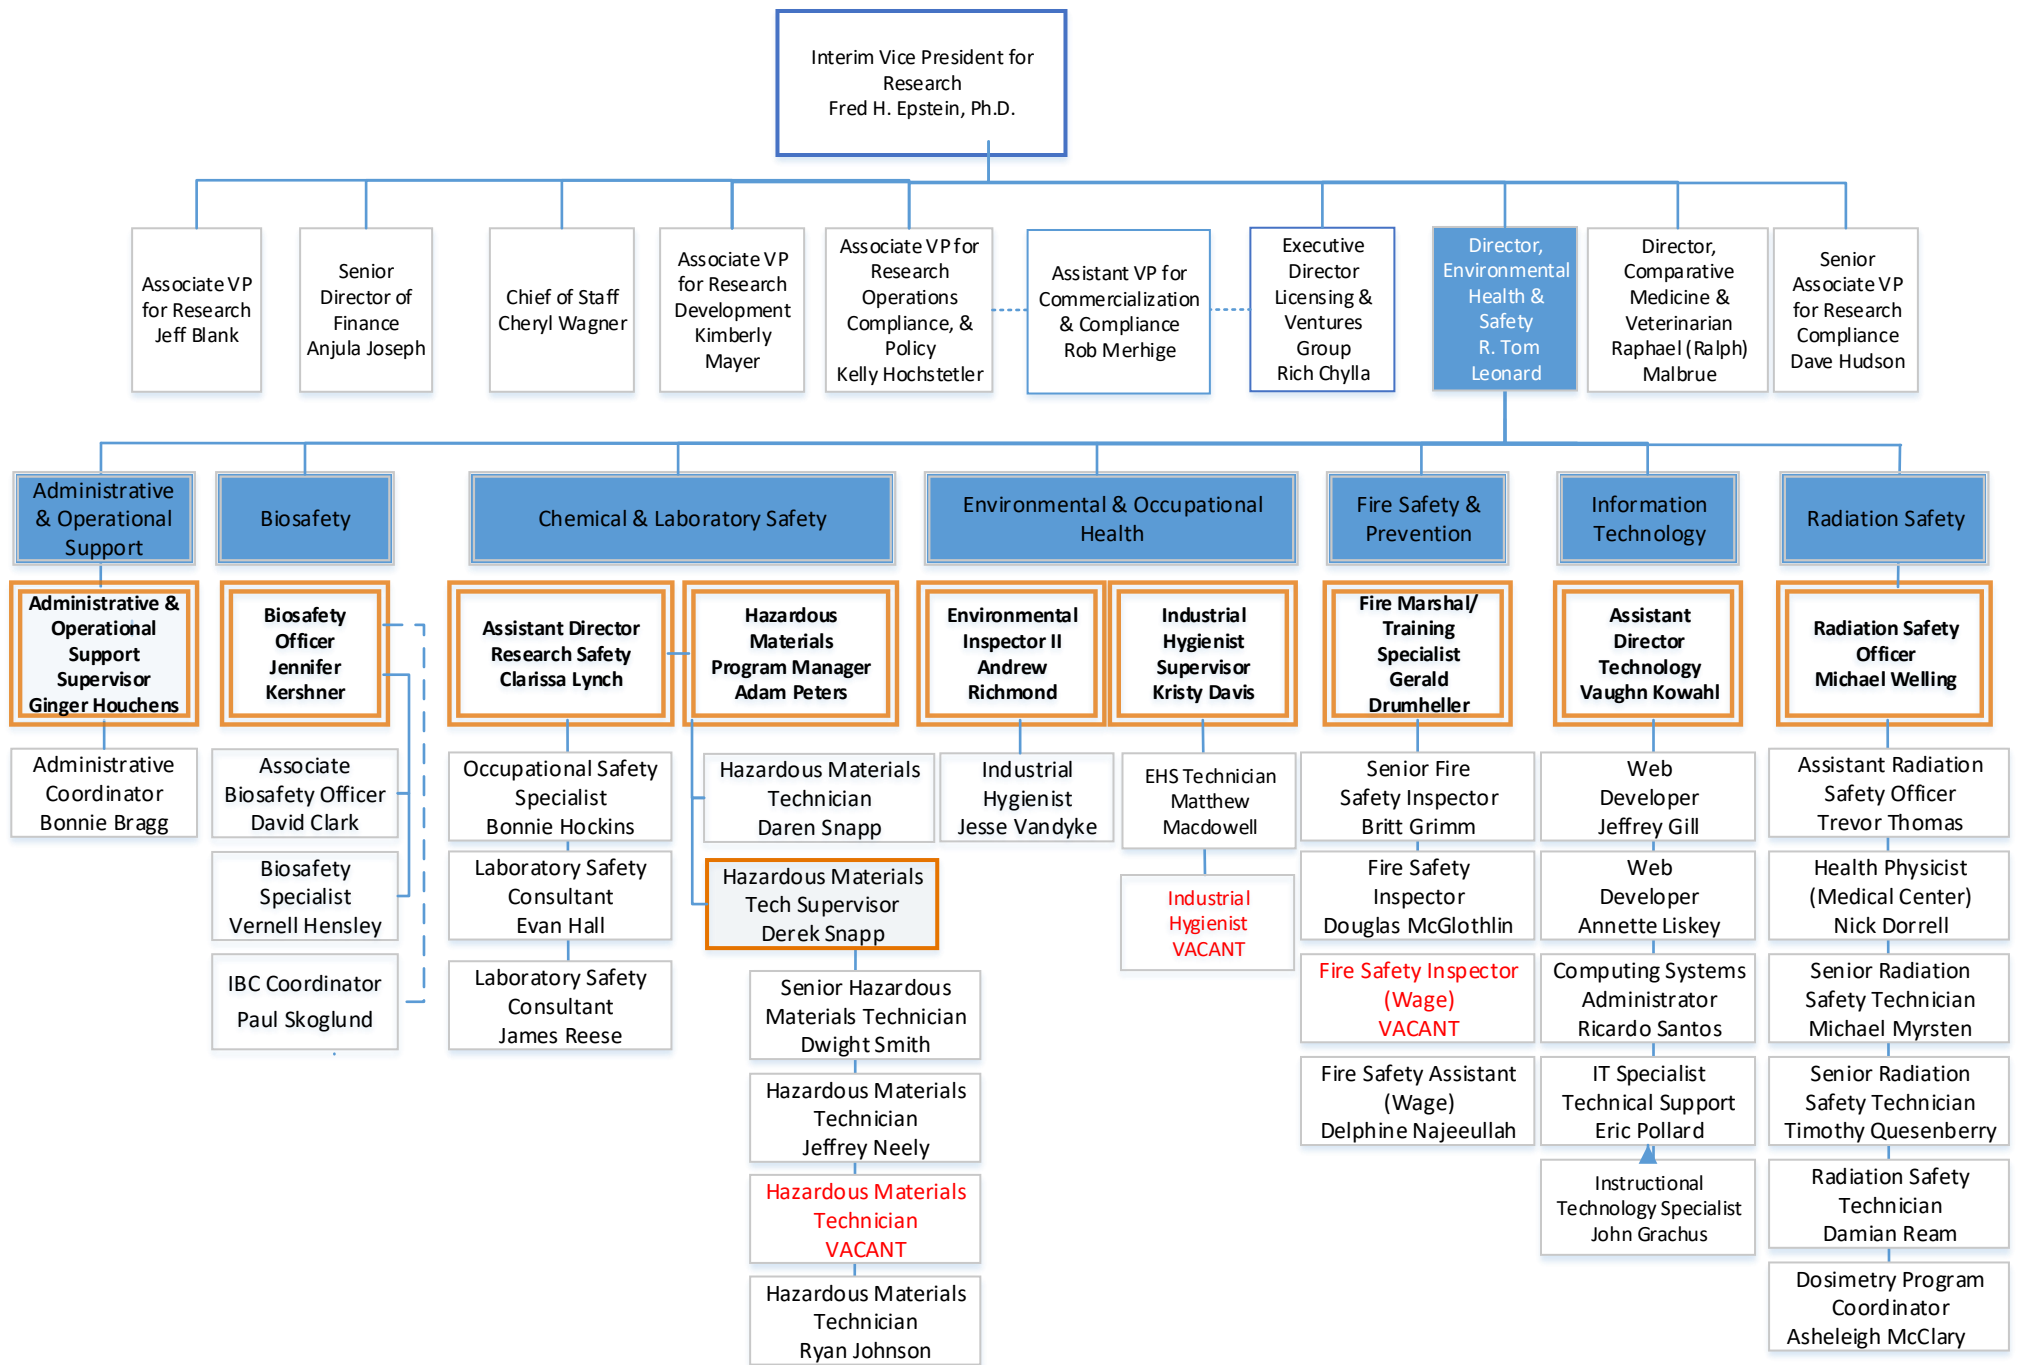 Interim Vice President for
Research
Fred H. Epstein, Ph.D.
Associate VP
for Research
Jeff Blank
Senior
Director of
Finance
Anjula Joseph
Chief of Staff
Cheryl Wagner
Associate VP
for Research
Development
Kimberly
Mayer
Associate VP for
Research
Operations
Compliance, &
Policy
Kelly Hochstetler
Assistant VP for
Commercialization
& Compliance
Rob Merhige
Executive
Director
Licensing &
Ventures
Group
Rich Chylla
Director,
Environmental
Health &
Safety
R. Tom
Leonard
Director,
Comparative
Medicine &
Veterinarian
Raphael (Ralph)
Malbrue
Senior
Associate VP
for Research
Compliance
Dave Hudson
Administrative
& Operational
Support
Biosafety
Chemical & Laboratory Safety
Environmental & Occupational
Health
Fire Safety &
Prevention
Information
Technology
Radiation Safety
Administrative &
Operational
Support
Supervisor
Ginger Houchens
Biosafety
Officer
Jennifer
Kershner
Assistant Director
Research Safety
Clarissa Lynch
Hazardous
Materials
Program Manager
Adam Peters
Environmental
Inspector II
Andrew
Richmond
Industrial
Hygienist
Supervisor
Kristy Davis
Fire Marshal/
Training
Specialist
Gerald
Drumheller
Assistant
Director
Technology
Vaughn Kowahl
Radiation Safety
Officer
Michael Welling
Administrative
Coordinator
Bonnie Bragg
Associate
Biosafety Officer
David Clark
Biosafety
Specialist
Vernell Hensley
IBC Coordinator
Paul Skoglund
Occupational Safety
Specialist
Bonnie Hockins
Laboratory Safety
Consultant
Evan Hall
Laboratory Safety
Consultant
James Reese
Hazardous Materials
Technician
Daren Snapp
Hazardous Materials
Tech Supervisor
Derek Snapp
Senior Hazardous
Materials Technician
Dwight Smith
Hazardous Materials
Technician
Jeffrey Neely
Hazardous Materials
Technician
VACANT
Hazardous Materials
Technician
Ryan Johnson
Industrial
Hygienist
Jesse Vandyke
EHS Technician
Matthew
Macdowell
Industrial
Hygienist
VACANT
Senior Fire
Safety Inspector
Britt Grimm
Fire Safety
Inspector
Douglas McGlothlin
Fire Safety Inspector
(Wage)
VACANT
Fire Safety Assistant
(Wage)
Delphine Najeeullah
Web
Developer
Jeffrey Gill
Web
Developer
Annette Liskey
Computing Systems
Administrator
Ricardo Santos
IT Specialist
Technical Support
Eric Pollard
Instructional
Technology Specialist
John Grachus
Assistant Radiation
Safety Officer
Trevor Thomas
Health Physicist
(Medical Center)
Nick Dorrell
Senior Radiation
Safety Technician
Michael Myrsten
Senior Radiation
Safety Technician
Timothy Quesenberry
Radiation Safety
Technician
Damian Ream
Dosimetry Program
Coordinator
Asheleigh McClary